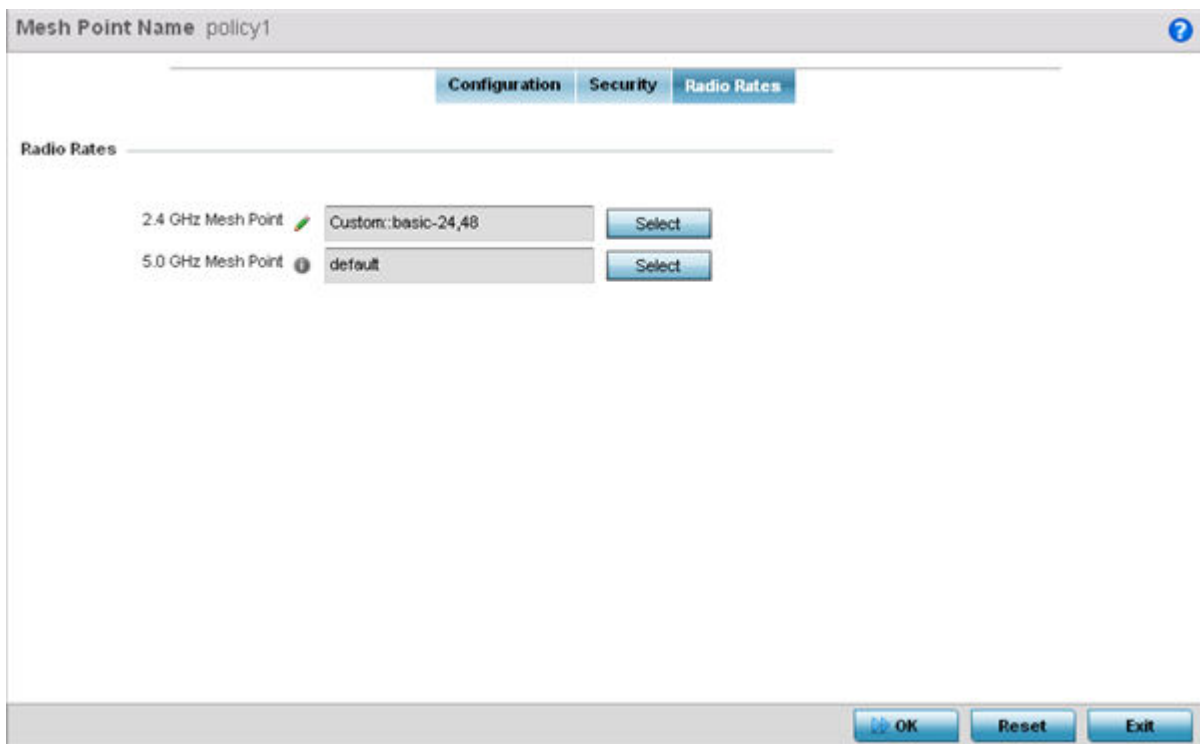 Mesh Point Name policy1 ?
Configuration Security Radio Rates
Radio Rates
2.4 GHz Mesh Point Custom::basic-24,48 Select
5.0 GHz Mesh Point i default Select
OK Reset Exit